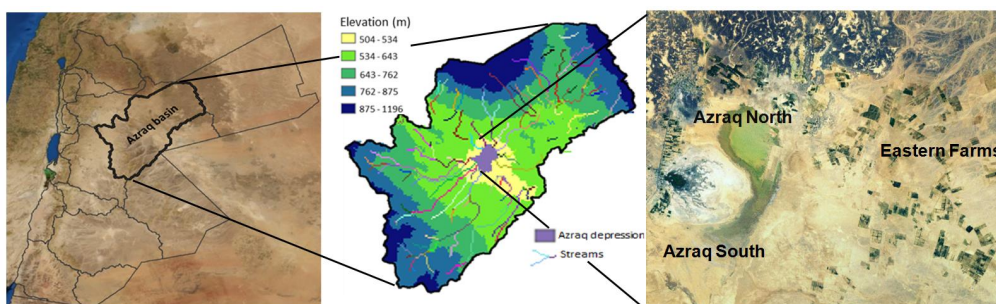 Azraq basin
Elevation (m)
504 - 534
534 - 643
643 - 762
762 - 875
875 - 1196
Azraq depression
Streams
Azraq North
Eastern Farms
Azraq South